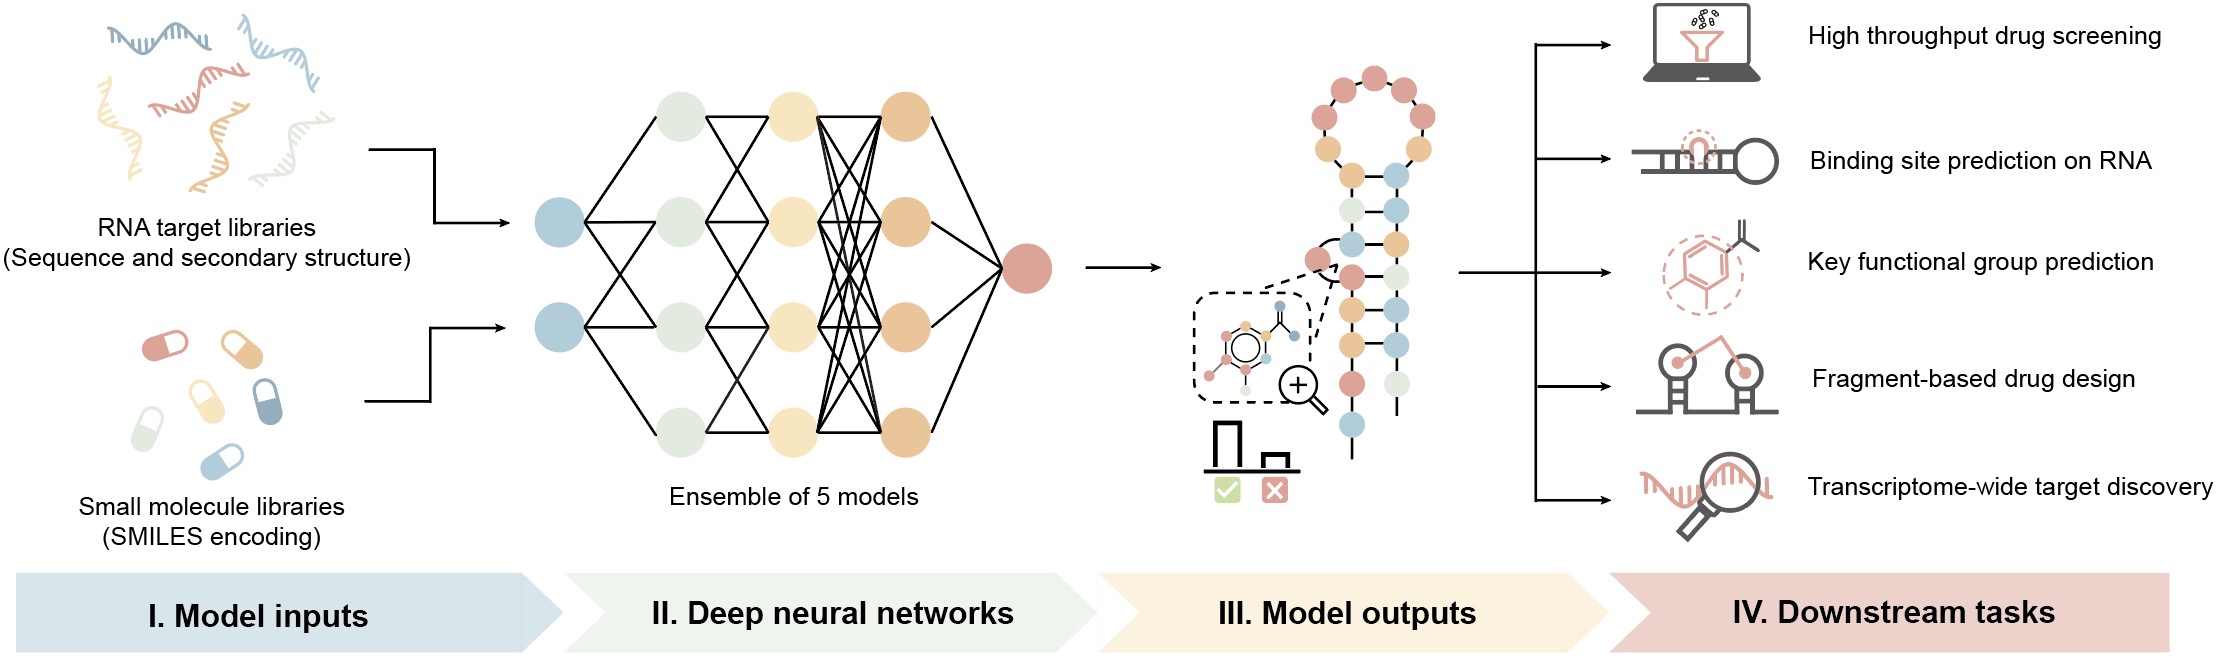 RNA target libraries
(Sequence and secondary structure)
Small molecule libraries
(SMILES encoding)
Ensemble of 5 models
High throughput drug screening
Binding site prediction on RNA
Key functional group prediction
Fragment-based drug design
Transcriptome-wide target discovery
I. Model inputs
II. Deep neural networks
III. Model outputs
IV. Downstream tasks